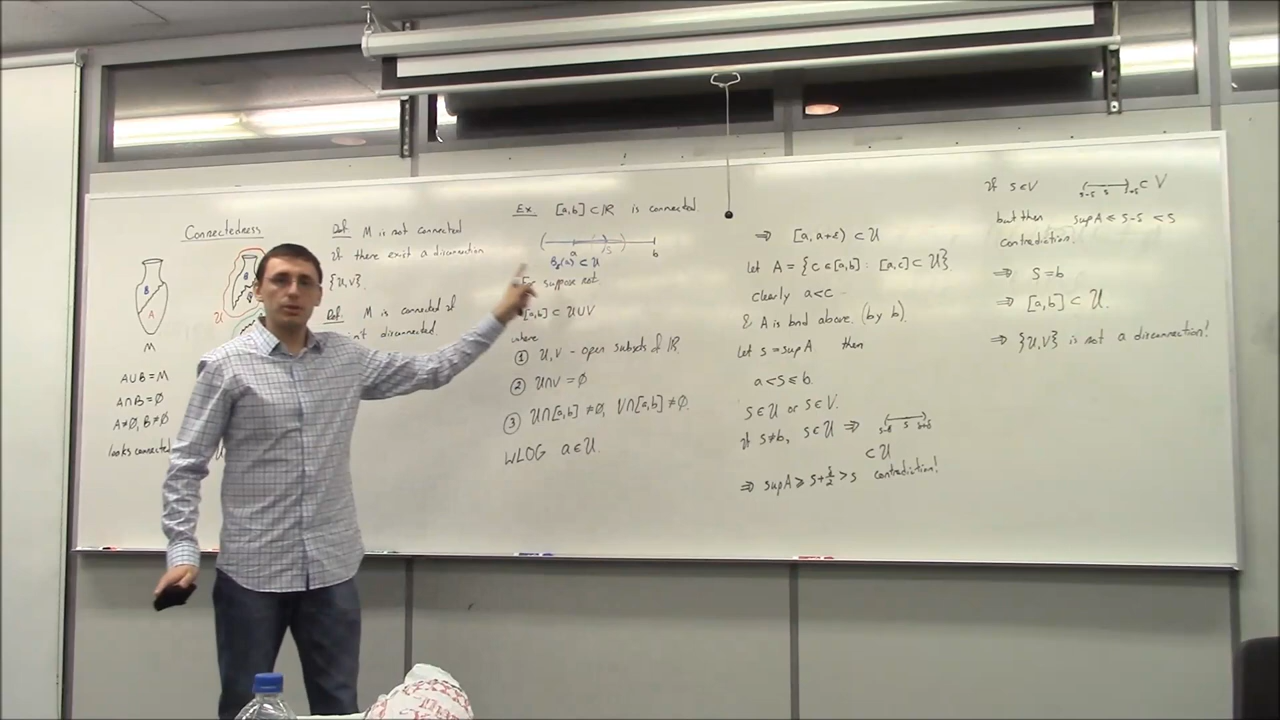 Connectedness
B
A
M
A∪B = M
A∩B = ∅
A≠∅, B≠∅
looks connected
B
U
Def. M is not connected
if there exist a disconnection
{U,V}.
Def. M is connected if
disconnected.
Ex. [a,b] ⊂ ℝ is connected.
a b
(a) ⊂ U
suppose not
[a,b] ⊂ U∪V
where
① U,V - open subsets of ℝ.
② U∩V = ∅
③ U∩[a,b] ≠ ∅, V∩[a,b] ≠ ∅.
WLOG a ∈ U.
⇒ [a, a+ε) ⊂ U
let A = {c ∈ [a,b] : [a,c] ⊂ U}
clearly a<c
& A is bnd above. (by b).
let s = sup A then
a < s ≤ b.
s ∈ U or s ∈ V.
if s≠b, s ∈ U ⇒ s-δ s s+δ
⊂ U
⇒ sup A ≥ s + δ/2 > s contradiction!
if s ∈ V s-δ s s+δ ⊂ V
but then sup A ≤ s-δ < s
contradiction.
⇒ s = b
⇒ [a,b] ⊂ U.
⇒ {U,V} is not a disconnection!